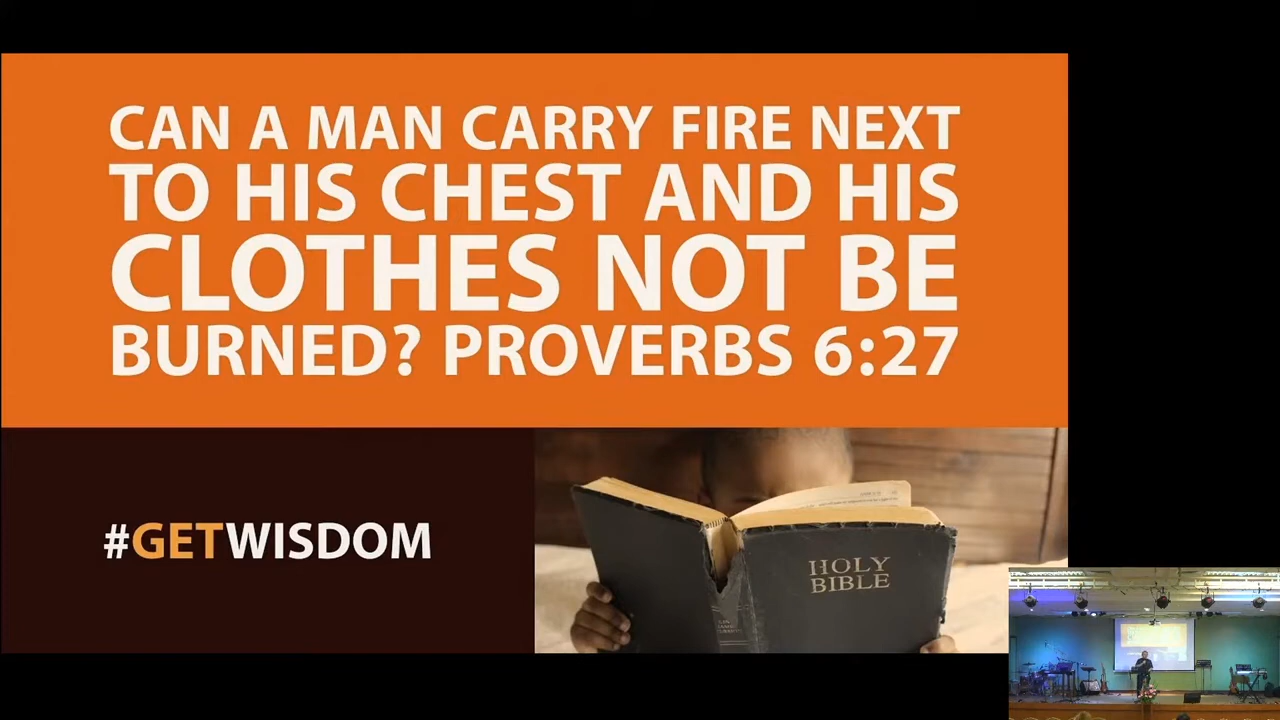 CAN A MAN CARRY FIRE NEXT
TO HIS CHEST AND HIS
CLOTHES NOT BE
BURNED? PROVERBS 6:27
#GETWISDOM
HOLY
BIBLE